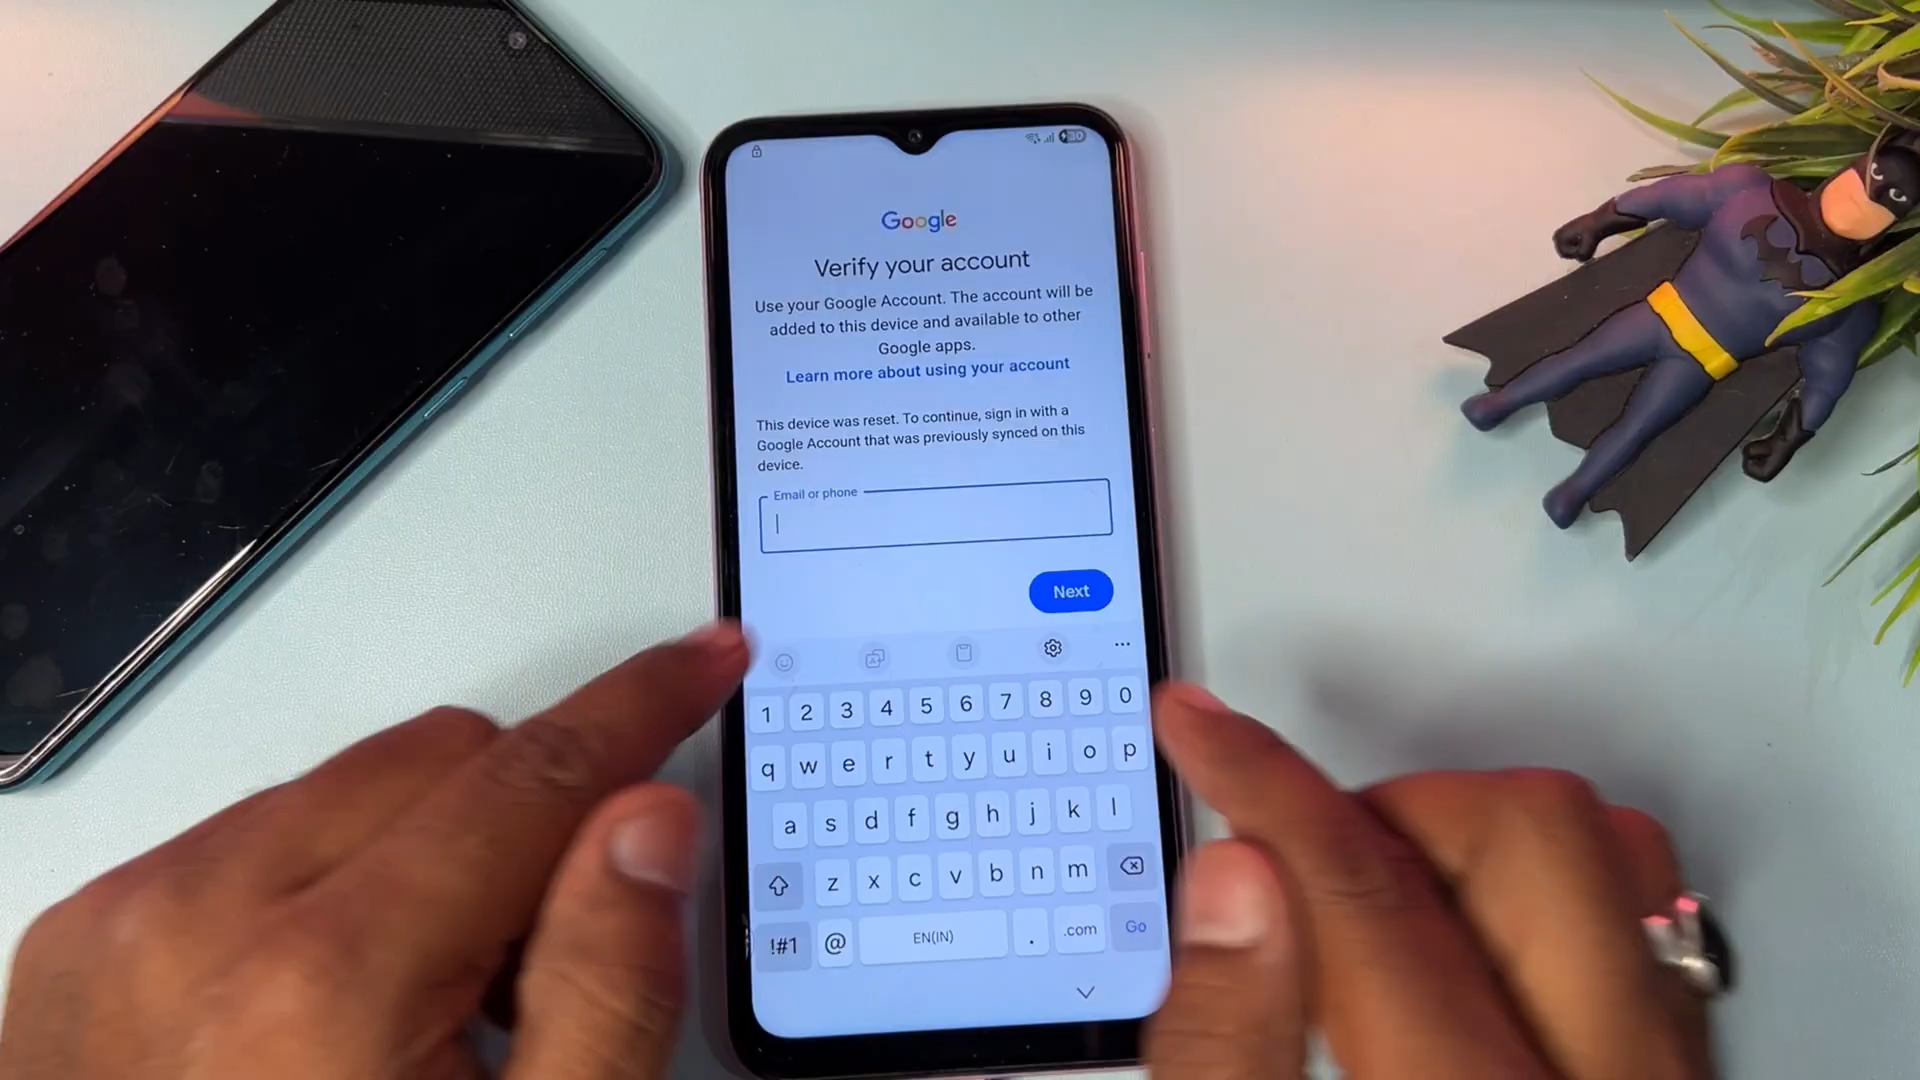 30
Google
Verify your account
Use your Google Account. The account will be
added to this device and available to other
Google apps.
Learn more about using your account
This device was reset. To continue, sign in with a
Google Account that was previously synced on this
device.
Email or phone
Next
1 2 3 4 5 6 7 8 9 0
q w e r t y u i o p
a s d f g h j k l
z x c v b n m
!#1 @ EN(IN) . .com Go